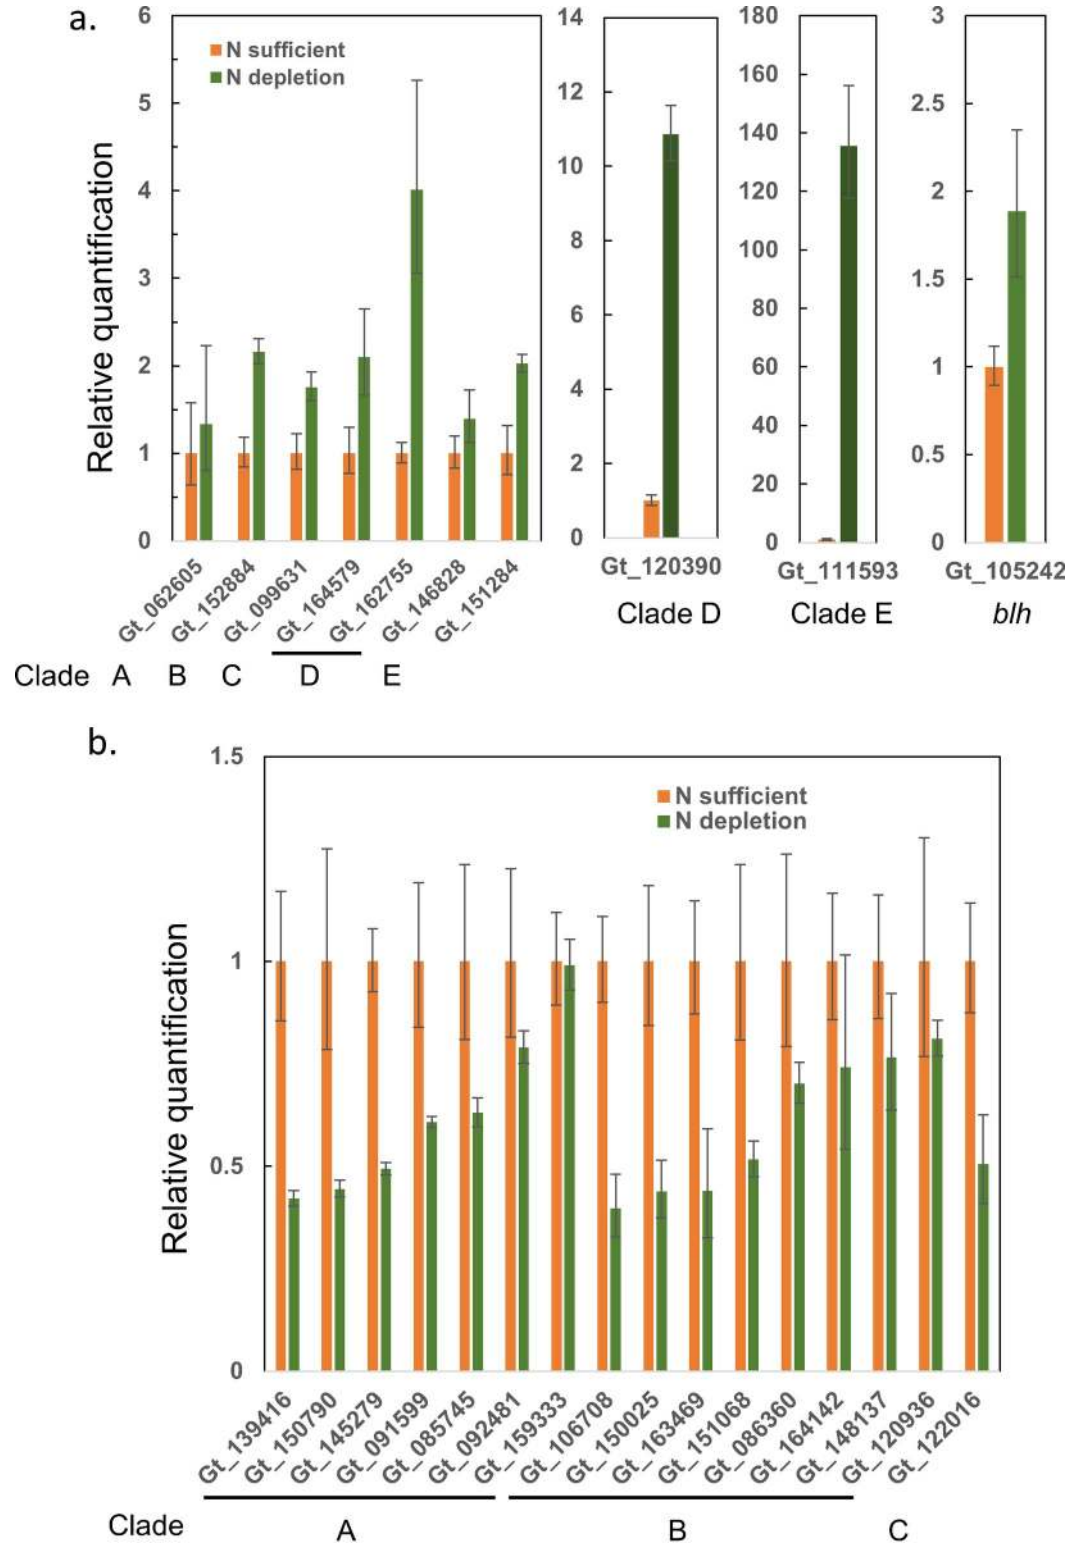 a.
6
5
4
3
2
1
0
Relative quantification
N sufficient
N depletion
Gt_062605
Gt_152884
Gt_099631
Gt_164579
Gt_162755
Gt_146828
Gt_151284
Clade A B C D E
14
12
10
8
6
4
2
0
Gt_120390
Clade D
180
160
140
120
100
80
60
40
20
0
Gt_111593
Clade E
3
2.5
2
1.5
1
0.5
0
Gt_105242
blh
b.
1.5
1
0.5
0
Relative quantification
N sufficient
N depletion
Gt_139416
Gt_150790
Gt_145279
Gt_091599
Gt_085745
Gt_092481
Gt_159333
Gt_106708
Gt_150025
Gt_163469
Gt_151068
Gt_086360
Gt_164142
Gt_148137
Gt_120936
Gt_122016
Clade A B C